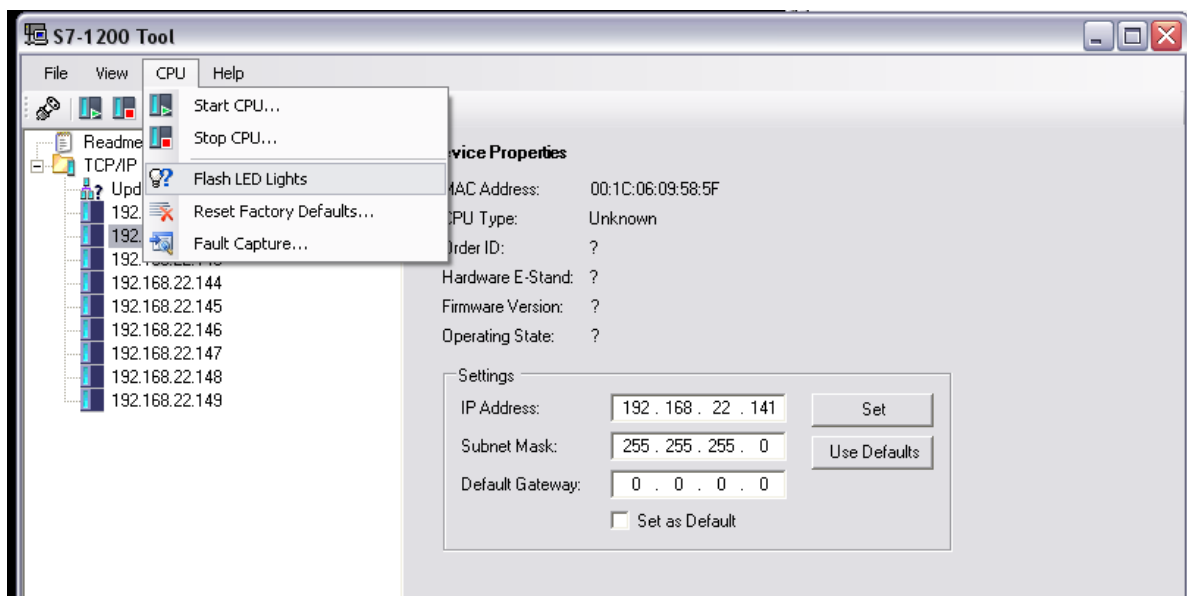 S7-1200 Tool
File View CPU Help
Start CPU...
Stop CPU...
Flash LED Lights
Reset Factory Defaults...
Fault Capture...
Readme
TCP/IP
Upd
192.
192.
192.168.22.144
192.168.22.145
192.168.22.146
192.168.22.147
192.168.22.148
192.168.22.149
vice Properties
MAC Address: 00:1C:06:09:58:5F
CPU Type: Unknown
Order ID: ?
Hardware E-Stand: ?
Firmware Version: ?
Operating State: ?
Settings
IP Address: 192 . 168 . 22 . 141 Set
Subnet Mask: 255 . 255 . 255 . 0 Use Defaults
Default Gateway: 0 . 0 . 0 . 0
Set as Default